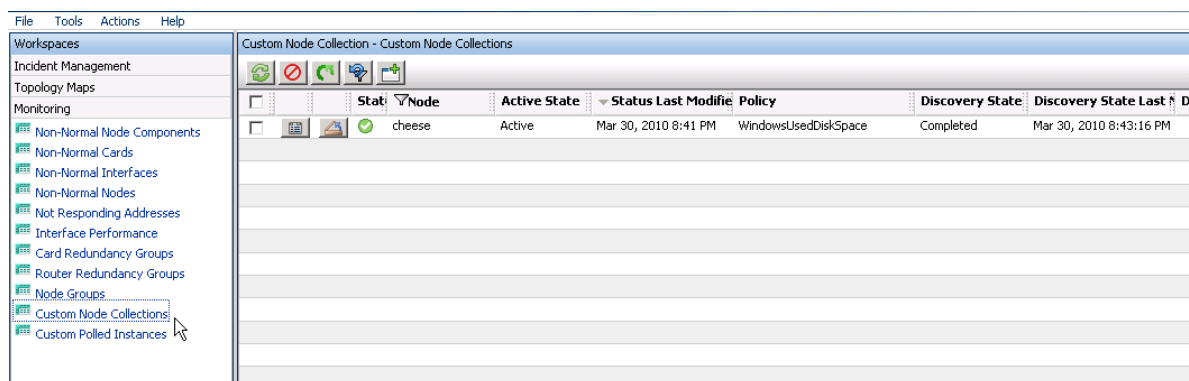 File Tools Actions Help
Workspaces
Custom Node Collection - Custom Node Collections
Incident Management
Topology Maps
Monitoring
Non-Normal Node Components
Non-Normal Cards
Non-Normal Interfaces
Non-Normal Nodes
Not Responding Addresses
Interface Performance
Card Redundancy Groups
Router Redundancy Groups
Node Groups
Custom Node Collections
Custom Polled Instances
Stat Node Active State Status Last Modifie Policy Discovery State Discovery State Last D
cheese Active Mar 30, 2010 8:41 PM WindowsUsedDiskSpace Completed Mar 30, 2010 8:43:16 PM